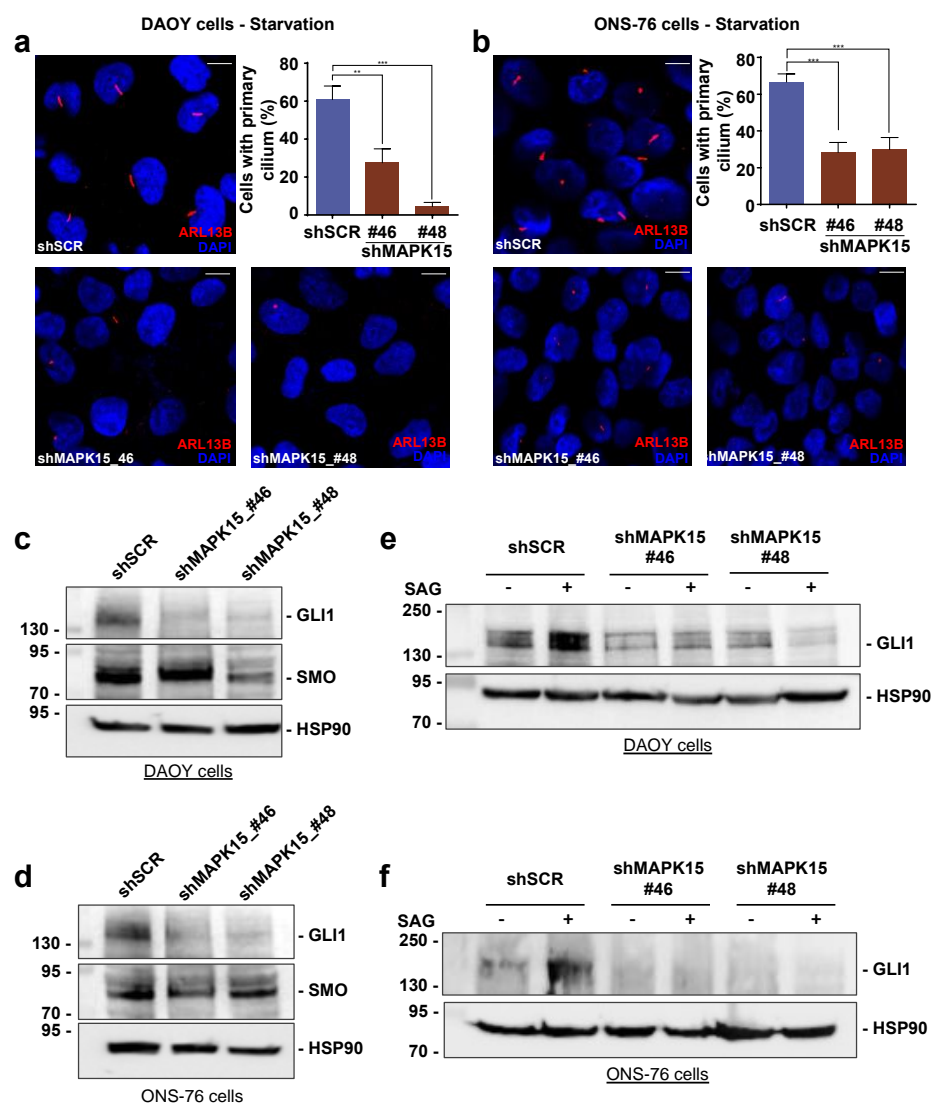 DAOY cells - Starvation
ONS-76 cells - Starvation
a
shSCR
ARL13B
DAPI
Cells with primary
cilium (%)
80
60
40
20
0
**
***
shSCR
#46
#48
shMAPK15
shMAPK15_46
ARL13B
DAPI
shMAPK15_#48
ARL13B
DAPI
b
shSCR
ARL13B
DAPI
Cells with primary
cilium (%)
80
60
40
20
0
***
***
shSCR
#46
#48
shMAPK15
shMAPK15_#46
ARL13B
DAPI
shMAPK15_#48
ARL13B
DAPI
c
shSCR
shMAPK15_#46
shMAPK15_#48
130 -
- GLI1
95 -
- SMO
70 -
95 -
- HSP90
DAOY cells
d
shSCR
shMAPK15_#46
shMAPK15_#48
130 -
- GLI1
95 -
- SMO
70 -
95 -
- HSP90
ONS-76 cells
e
shSCR
shMAPK15
#46
shMAPK15
#48
SAG - + - + - +
250 -
- GLI1
130 -
95 -
- HSP90
70 -
DAOY cells
f
shSCR
shMAPK15
#46
shMAPK15
#48
SAG - + - + - +
250 -
- GLI1
130 -
95 -
- HSP90
70 -
ONS-76 cells